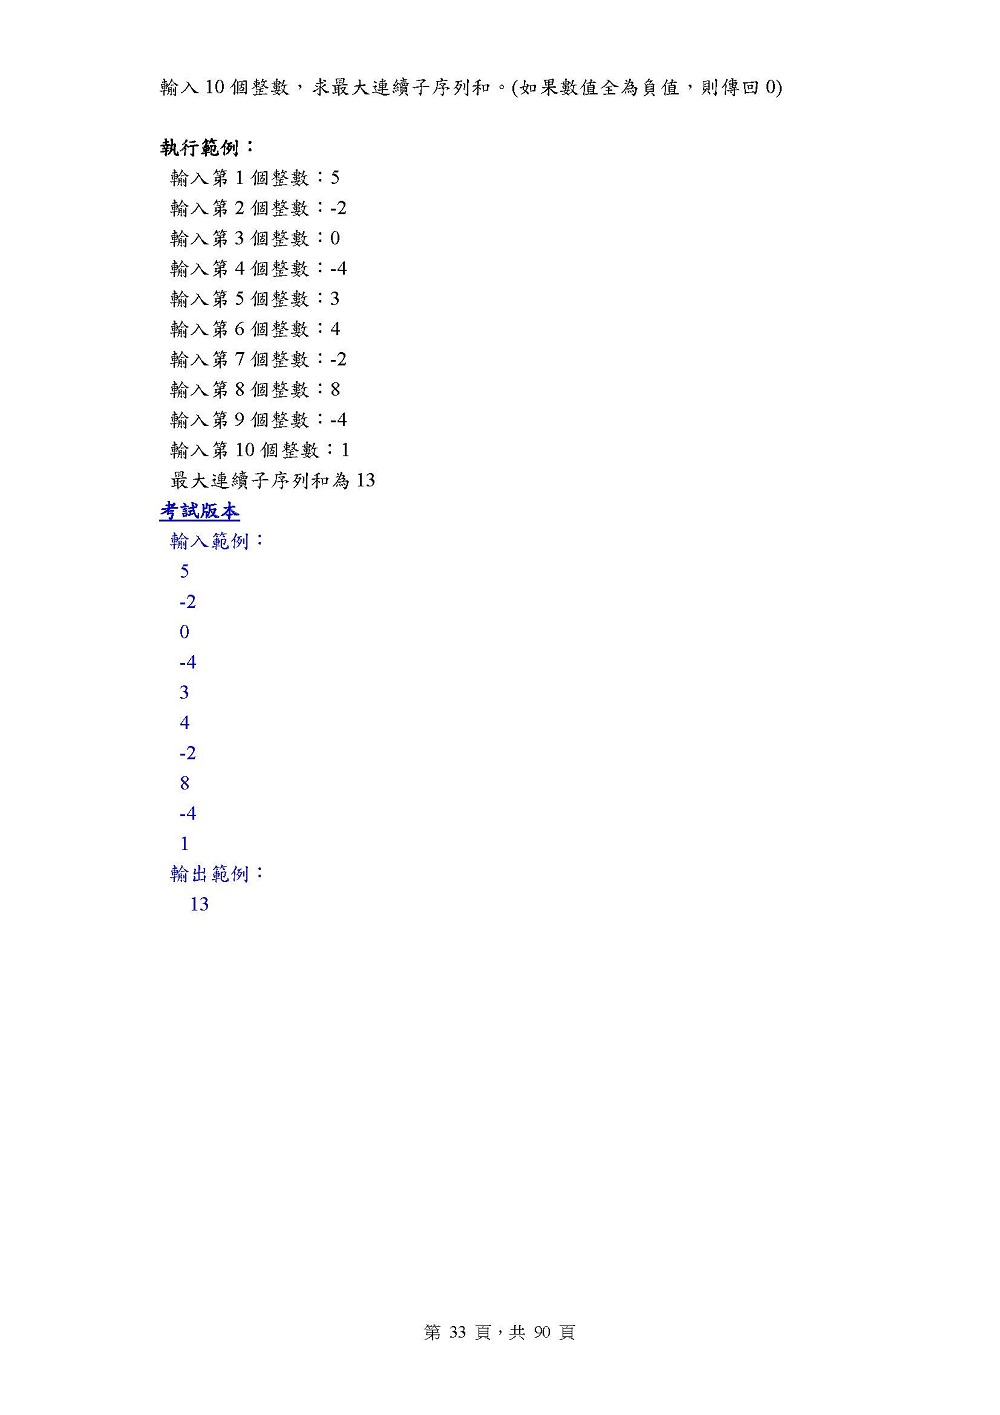 輸入 10 個整數，求最大連續子序列和。(如果數值全為負值，則傳回 0)
執行範例：
輸入第 1 個整數：5
輸入第 2 個整數：-2
輸入第 3 個整數：0
輸入第 4 個整數：-4
輸入第 5 個整數：3
輸入第 6 個整數：4
輸入第 7 個整數：-2
輸入第 8 個整數：8
輸入第 9 個整數：-4
輸入第 10 個整數：1
最大連續子序列和為 13
考試版本
輸入範例：
5
-2
0
-4
3
4
-2
8
-4
1
輸出範例：
13
第 33 頁，共 90 頁